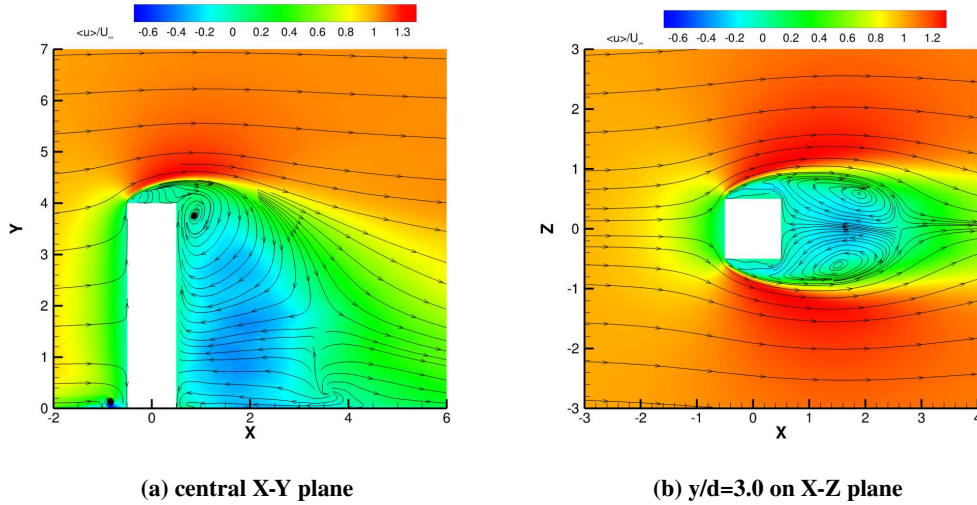 <u>/U∞ -0.6 -0.4 -0.2 0 0.2 0.4 0.6 0.8 1 1.3
7
6
5
4
3
2
1
0
Y
-2 0 2 4 6
X
(a) central X-Y plane
<u>/U∞ -0.6 -0.4 -0.2 0 0.2 0.4 0.6 0.8 1 1.2
3
2
1
0
-1
-2
-3
Z
-3 -2 -1 0 1 2 3 4
X
(b) y/d=3.0 on X-Z plane